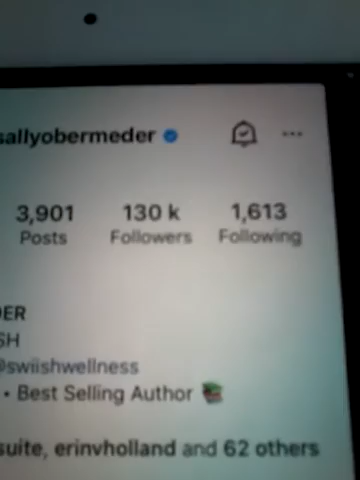 sallyobermeder
3,901 130 k 1,613
Posts Followers Following
DER
SH
@swiishwellness
• Best Selling Author
suite, erinvholland and 62 others